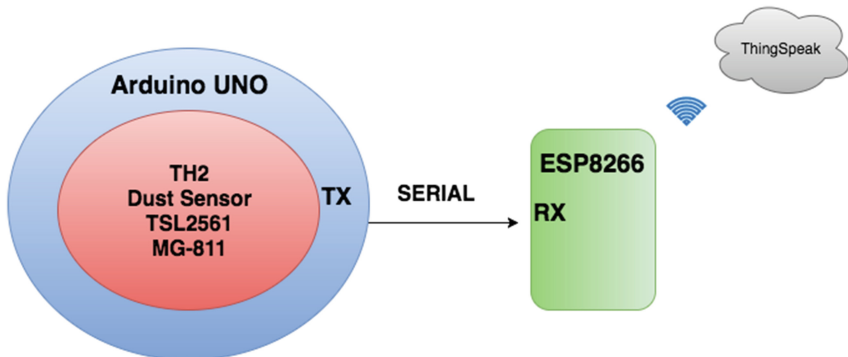 ThingSpeak
Arduino UNO
TH2
Dust Sensor
TSL2561
MG-811
TX
SERIAL
ESP8266
RX